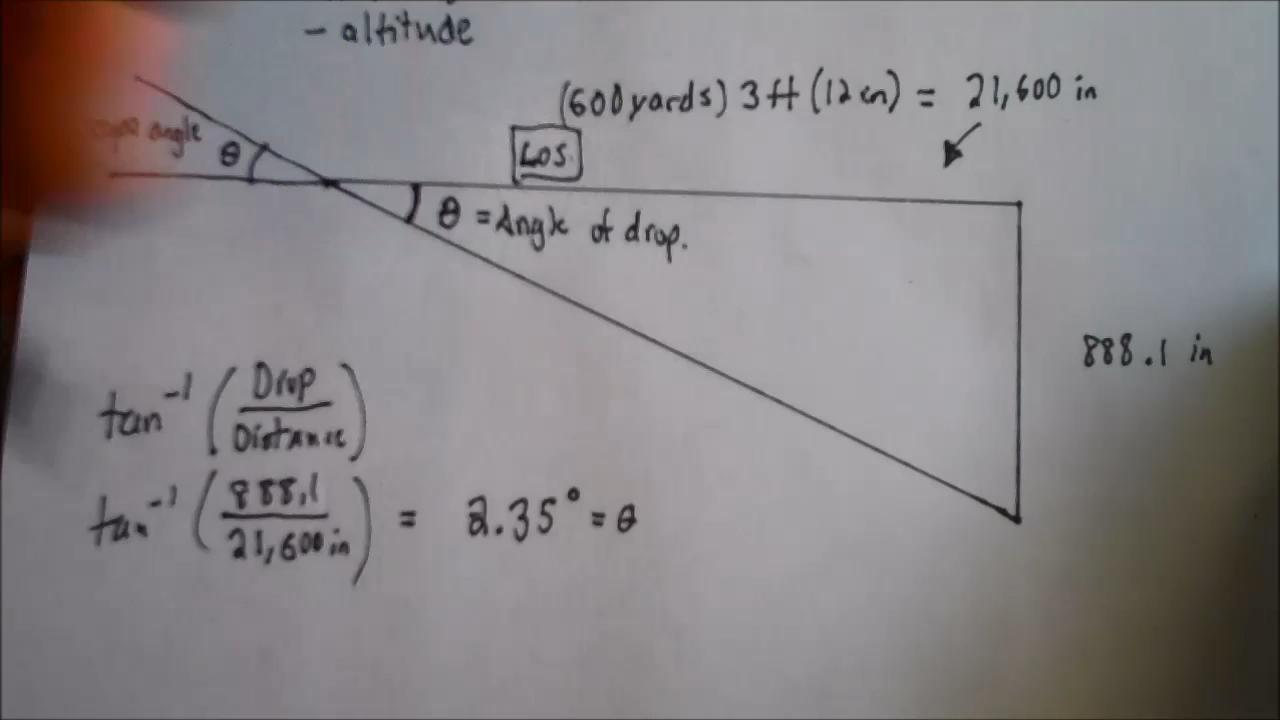 - altitude
(600 yards) 3 ft (12 in) = 21,600 in
angle
θ
LOS
θ = Angle of drop.
888.1 in
tan⁻¹ (Drop/Distance)
tan⁻¹ (888.1/21,600 in) = 2.35° = θ